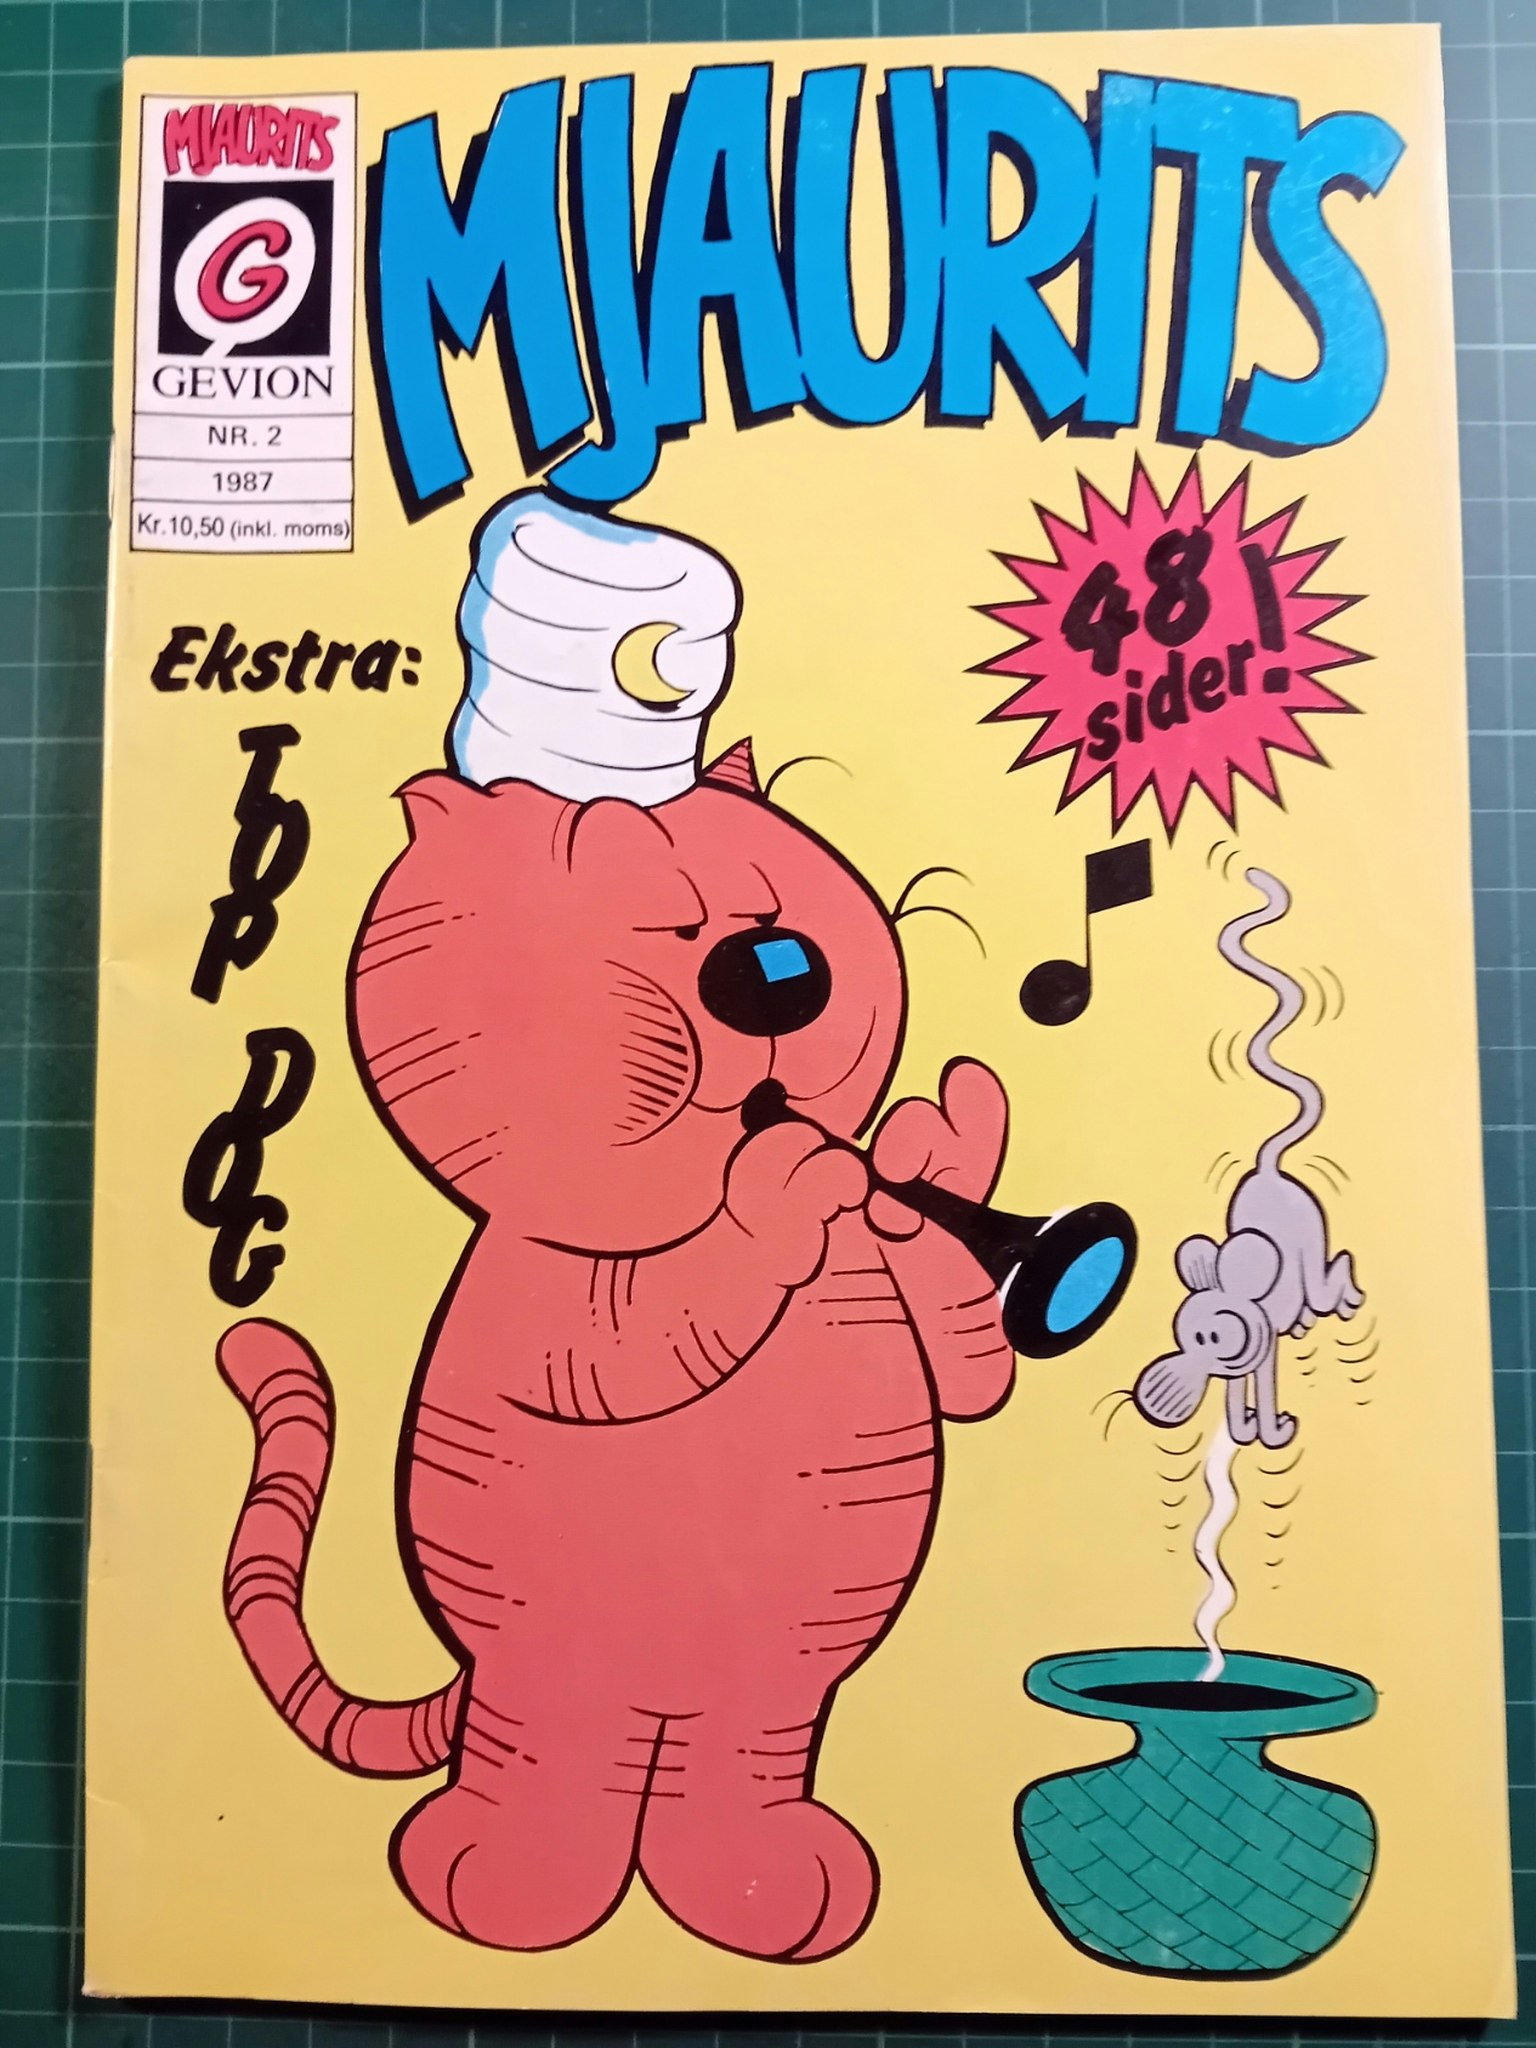 MJAURITS
G
GEVION
NR. 2
1987
Kr.10,50 (inkl. moms)
MJAURITS
48
sider!
Ekstra:
TOP
DOG